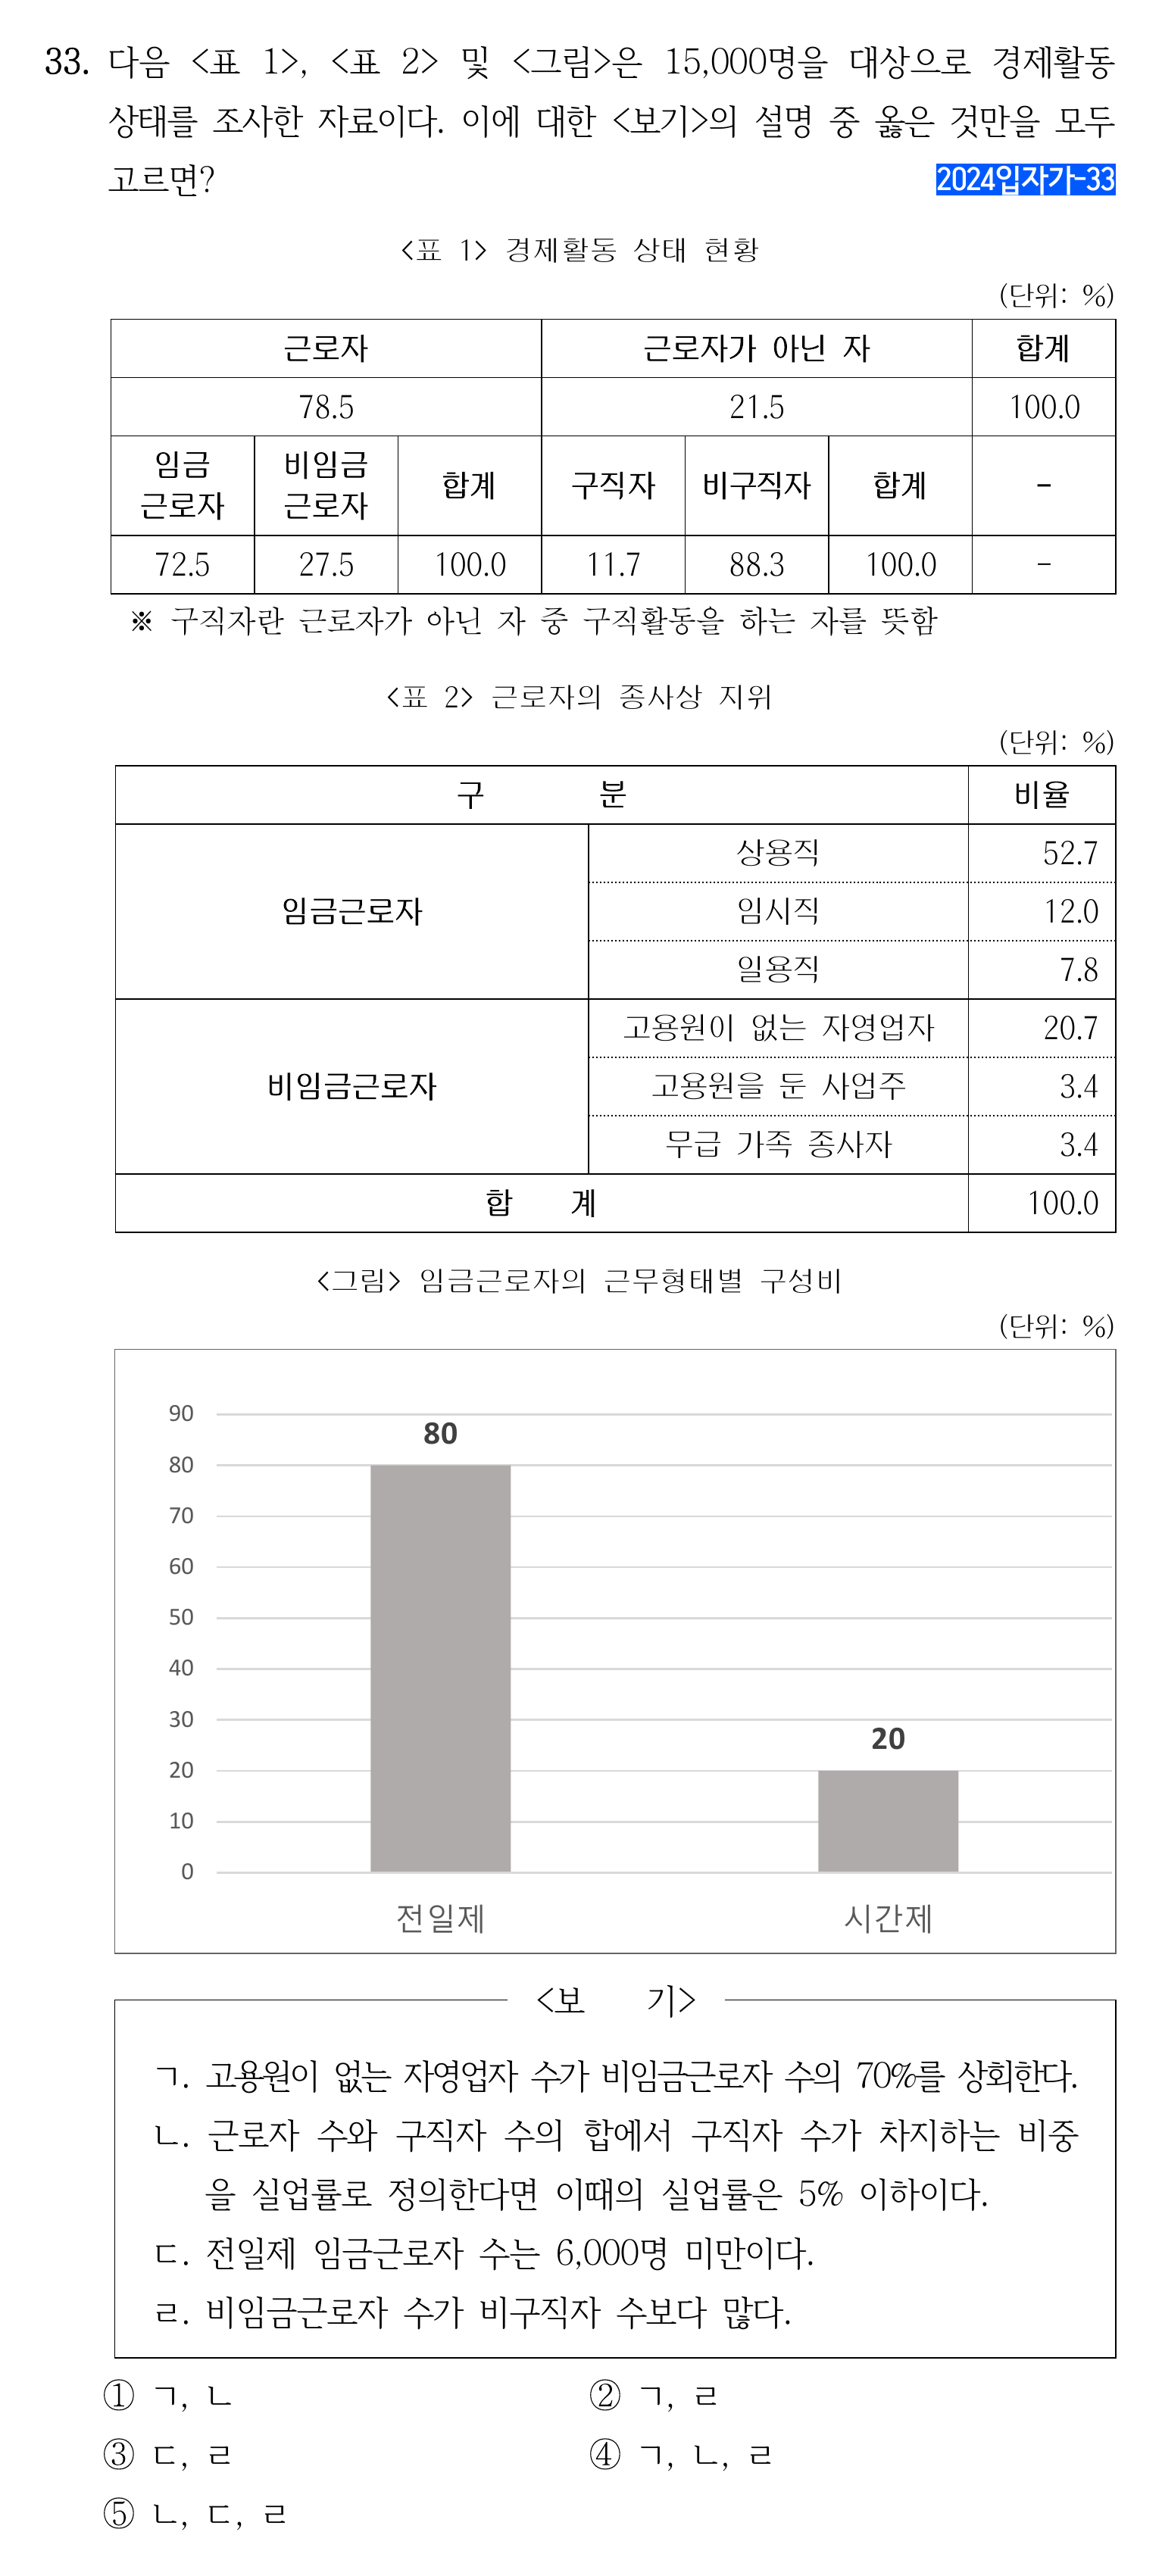 33. 다음 <표 1>, <표 2> 및 <그림>은 15,000명을 대상으로 경제활동
상태를 조사한 자료이다. 이에 대한 <보기>의 설명 중 옳은 것만을 모두
고르면?
2024입자가-33
<표 1> 경제활동 상태 현황
(단위: %)
근로자 근로자가 아닌 자 합계
78.5 21.5 100.0
임금 비임금
근로자 근로자 합계 구직자 비구직자 합계 -
72.5 27.5 100.0 11.7 88.3 100.0 -
※ 구직자란 근로자가 아닌 자 중 구직활동을 하는 자를 뜻함
<표 2> 근로자의 종사상 지위
(단위: %)
구 분 비율
상용직 52.7
임금근로자 임시직 12.0
일용직 7.8
고용원이 없는 자영업자 20.7
비임금근로자 고용원을 둔 사업주 3.4
무급 가족 종사자 3.4
합 계 100.0
<그림> 임금근로자의 근무형태별 구성비
(단위: %)
90
80
80
70
60
50
40
30
20
20
10
0
전일제 시간제
<보 기>
ㄱ. 고용원이 없는 자영업자 수가 비임금근로자 수의 70%를 상회한다.
ㄴ. 근로자 수와 구직자 수의 합에서 구직자 수가 차지하는 비중
을 실업률로 정의한다면 이때의 실업률은 5% 이하이다.
ㄷ. 전일제 임금근로자 수는 6,000명 미만이다.
ㄹ. 비임금근로자 수가 비구직자 수보다 많다.
① ㄱ, ㄴ ② ㄱ, ㄹ
③ ㄷ, ㄹ ④ ㄱ, ㄴ, ㄹ
⑤ ㄴ, ㄷ, ㄹ